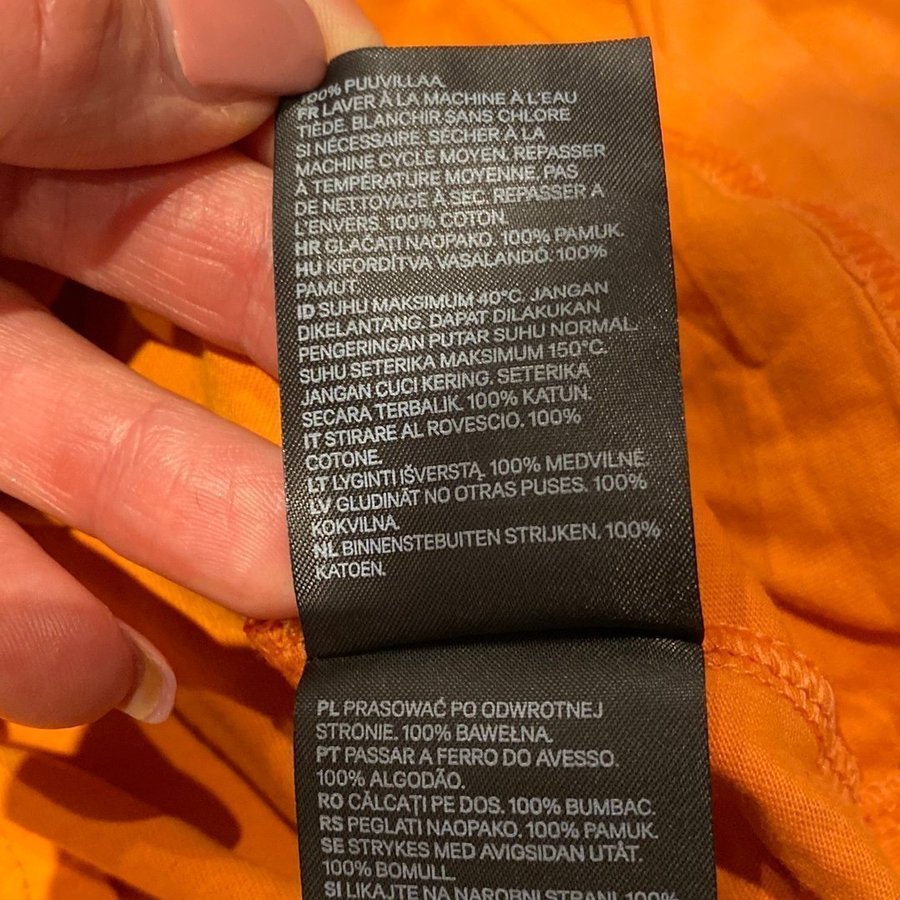 100% PUUVILLAA.
FR LAVER À LA MACHINE À L'EAU
TIÈDE. BLANCHIR SANS CHLORE
SI NÉCESSAIRE. SÉCHER À LA
MACHINE CYCLE MOYEN. REPASSER
À TEMPÉRATURE MOYENNE. PAS
DE NETTOYAGE À SEC. REPASSER A
L'ENVERS. 100% COTON.
HR GLAČATI NAOPAKO. 100% PAMUK.
HU KIFORDÍTVA VASALANDÓ. 100%
PAMUT.
ID SUHU MAKSIMUM 40°C. JANGAN
DIKELANTANG. DAPAT DILAKUKAN
PENGERINGAN PUTAR SUHU NORMAL.
SUHU SETERIKA MAKSIMUM 150°C.
JANGAN CUCI KERING. SETERIKA
SECARA TERBALIK. 100% KATUN.
IT STIRARE AL ROVESCIO. 100%
COTONE.
LT LYGINTI IŠVERSTĄ. 100% MEDVILNĖ.
LV GLUDINĀT NO OTRAS PUSES. 100%
KOKVILNA.
NL BINNENSTEBUITEN STRIJKEN. 100%
KATOEN.
PL PRASOWAĆ PO ODWROTNEJ
STRONIE. 100% BAWEŁNA.
PT PASSAR A FERRO DO AVESSO.
100% ALGODÃO.
RO CĂLCAȚI PE DOS. 100% BUMBAC.
RS PEGLATI NAOPAKO. 100% PAMUK.
SE STRYKES MED AVIGSIDAN UTÅT.
100% BOMULL.
SI LIKAJTE NA NAROBNI STRANI. 100%